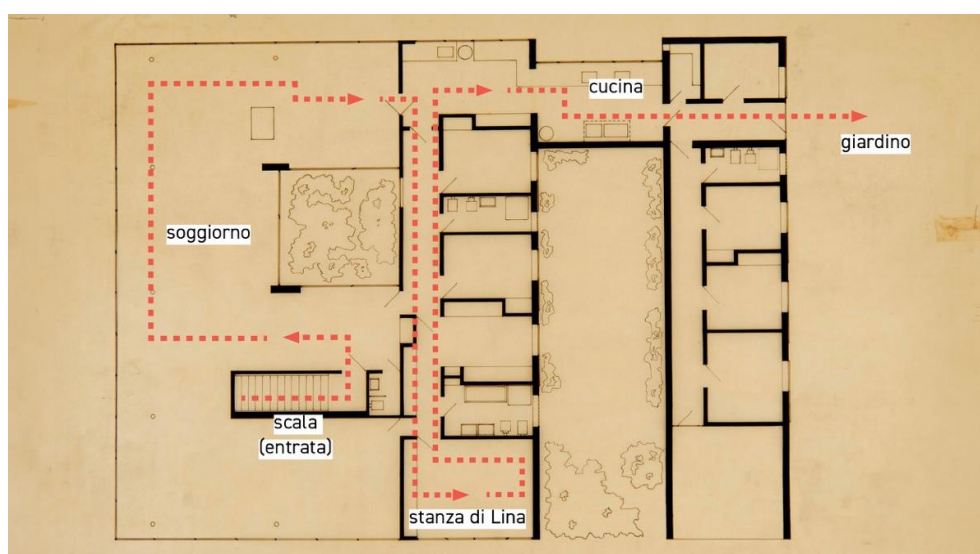 cucina
giardino
soggiorno
scala
(entrata)
stanza di Lina